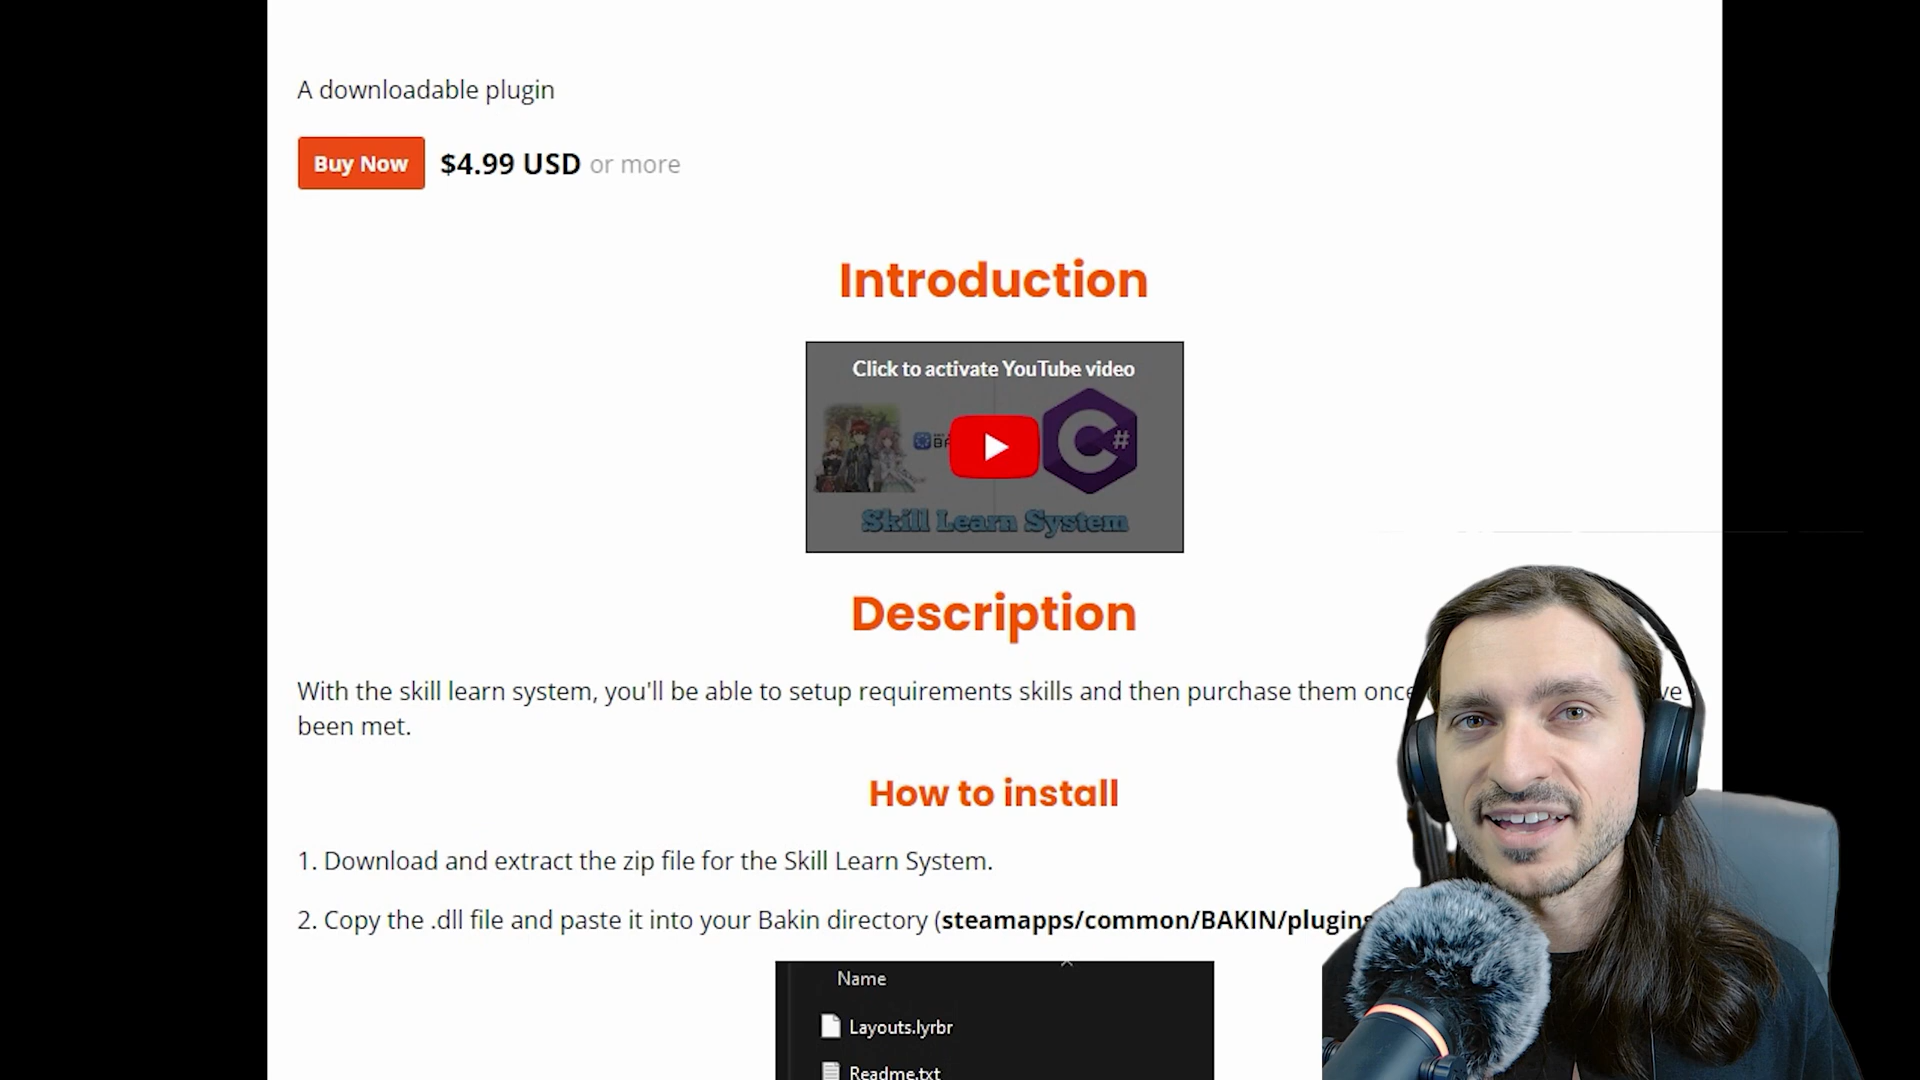 A downloadable plugin
Buy Now $4.99 USD or more
Introduction
Click to activate YouTube video
C#
Skill Learn System
Description
With the skill learn system, you'll be able to setup requirements skills and then purchase them once
been met.
How to install
1. Download and extract the zip file for the Skill Learn System.
2. Copy the .dll file and paste it into your Bakin directory (steamapps/common/BAKIN/plugins
Name
Layouts.lyrbr
Readme.txt